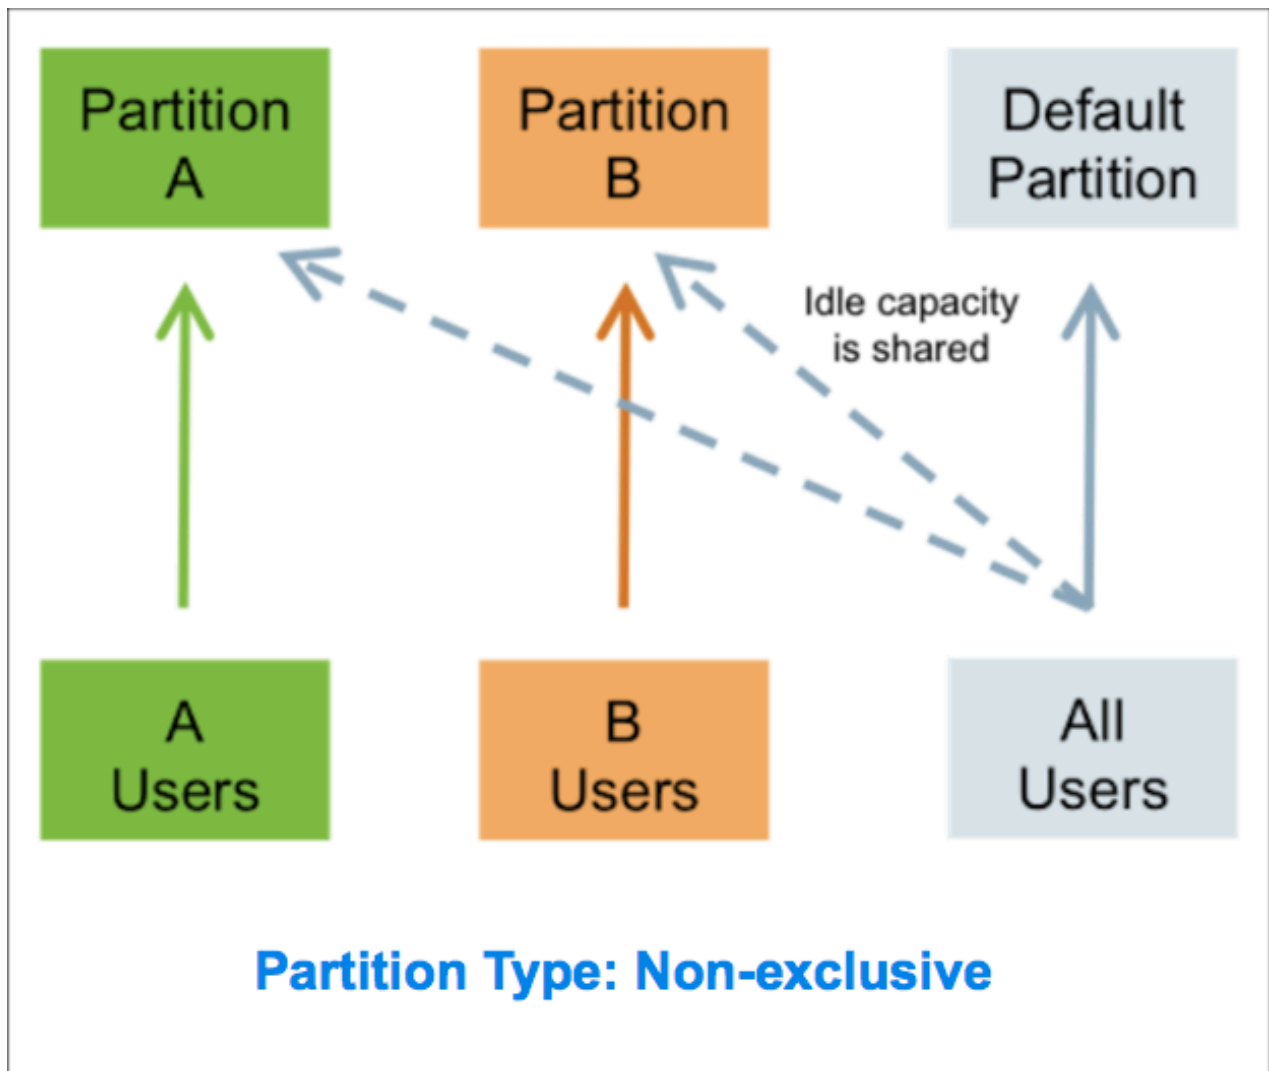 Partition
A
Partition
B
Default
Partition
Idle capacity
is shared
A
Users
B
Users
All
Users
Partition Type: Non-exclusive